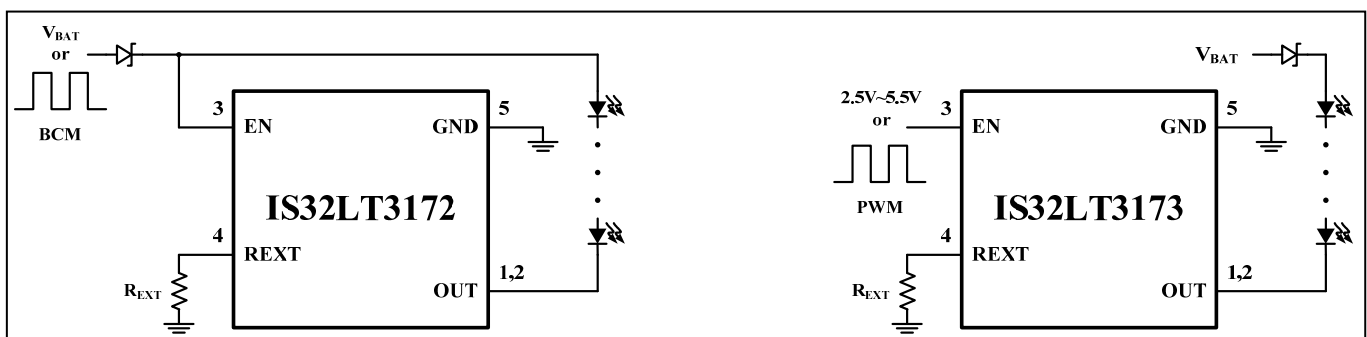 VBAT
or
BCM
3
EN
GND
5
IS32LT3172
4
REXT
REXT
OUT
1,2
VBAT
2.5V~5.5V
or
PWM
3
EN
GND
5
IS32LT3173
4
REXT
REXT
OUT
1,2